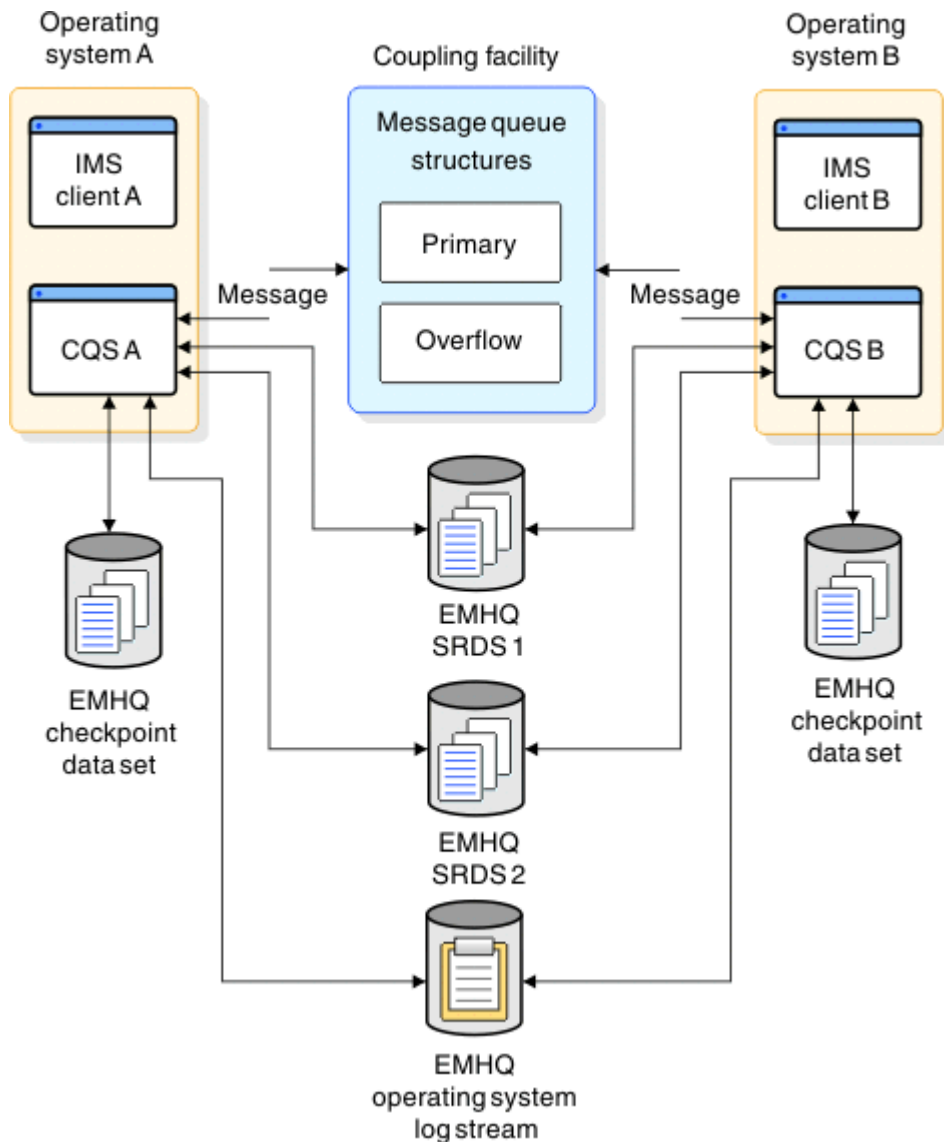 Operating
system A
Coupling facility
Operating
system B
IMS
client A
Message queue
structures
IMS
client B
Primary
Message
Message
CQS A
Overflow
CQS B
EMHQ
SRDS 1
EMHQ
checkpoint
data set
EMHQ
checkpoint
data set
EMHQ
SRDS 2
EMHQ
operating system
log stream